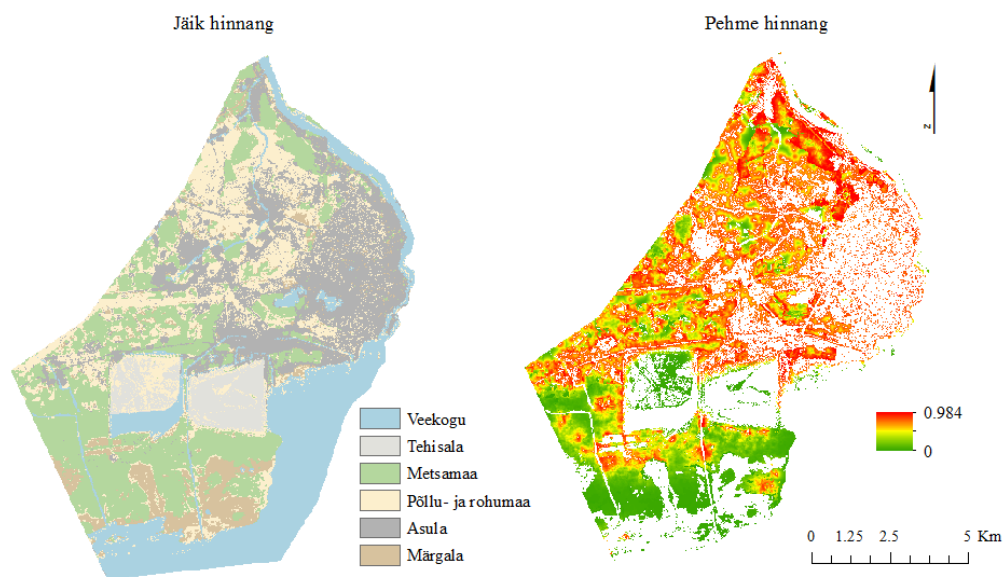 Jäik hinnang
Pehme hinnang
N
Veekogu
Tehisala
Metsamaa
Põllu- ja rohumaa
Asula
Märgala
0.984
0
0 1.25 2.5 5 Km